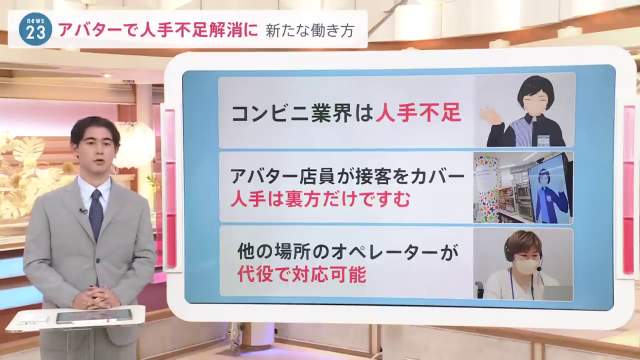 news
23
アバターで人手不足解消に 新たな働き方
コンビニ業界は人手不足
アバター店員が接客をカバー
人手は裏方だけですむ
他の場所のオペレーターが
代役で対応可能